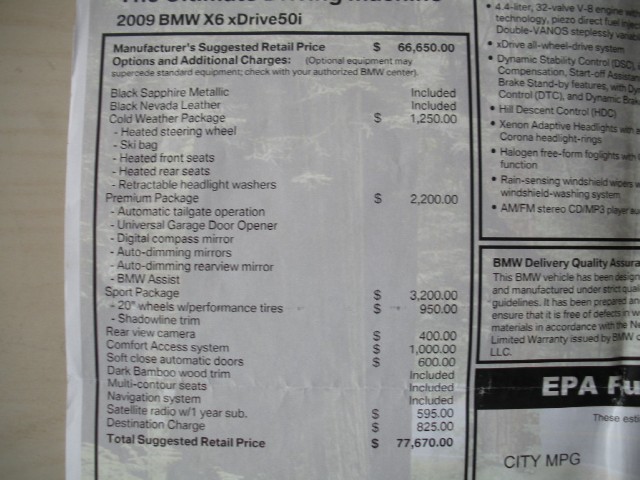 The Ultimate Driving Machine
2009 BMW X6 xDrive50i
Manufacturer's Suggested Retail Price $ 66,650.00
Options and Additional Charges: (Optional equipment may
supercede standard equipment; check with your authorized BMW center).
Black Sapphire Metallic Included
Black Nevada Leather Included
Cold Weather Package $ 1,250.00
- Heated steering wheel
- Ski bag
- Heated front seats
- Heated rear seats
- Retractable headlight washers
Premium Package $ 2,200.00
- Automatic tailgate operation
- Universal Garage Door Opener
- Digital compass mirror
- Auto-dimming mirrors
- Auto-dimming rearview mirror
- BMW Assist
Sport Package $ 3,200.00
- 20" wheels w/performance tires $ 950.00
- Shadowline trim
Rear view camera $ 400.00
Comfort Access system $ 1,000.00
Soft close automatic doors $ 600.00
Dark Bamboo wood trim Included
Multi-contour seats Included
Navigation system Included
Satellite radio w/1 year sub. $ 595.00
Destination Charge $ 825.00
Total Suggested Retail Price $ 77,670.00
• 4.4-liter, 32-valve V-8 engine
technology, piezo direct fuel
Double-VANOS steplessly
• xDrive all-wheel-drive system
• Dynamic Stability Control (DSC),
Compensation, Start-off
Brake Stand-by features, with
Control (DTC), and Dynamic
• Hill Descent Control (HDC)
• Xenon Adaptive Headlights with
Corona headlight-rings
• Halogen free-form foglights
function
• Rain-sensing windshield wipers
windshield-washing system
• AM/FM stereo CD/MP3 player
BMW Delivery Quality
This BMW vehicle has been
and manufactured under strict
guidelines. It has been prepared
ensure that it is free of defects in
materials in accordance with the
Limited Warranty issued by BMW
LLC.
EPA
These
CITY MPG